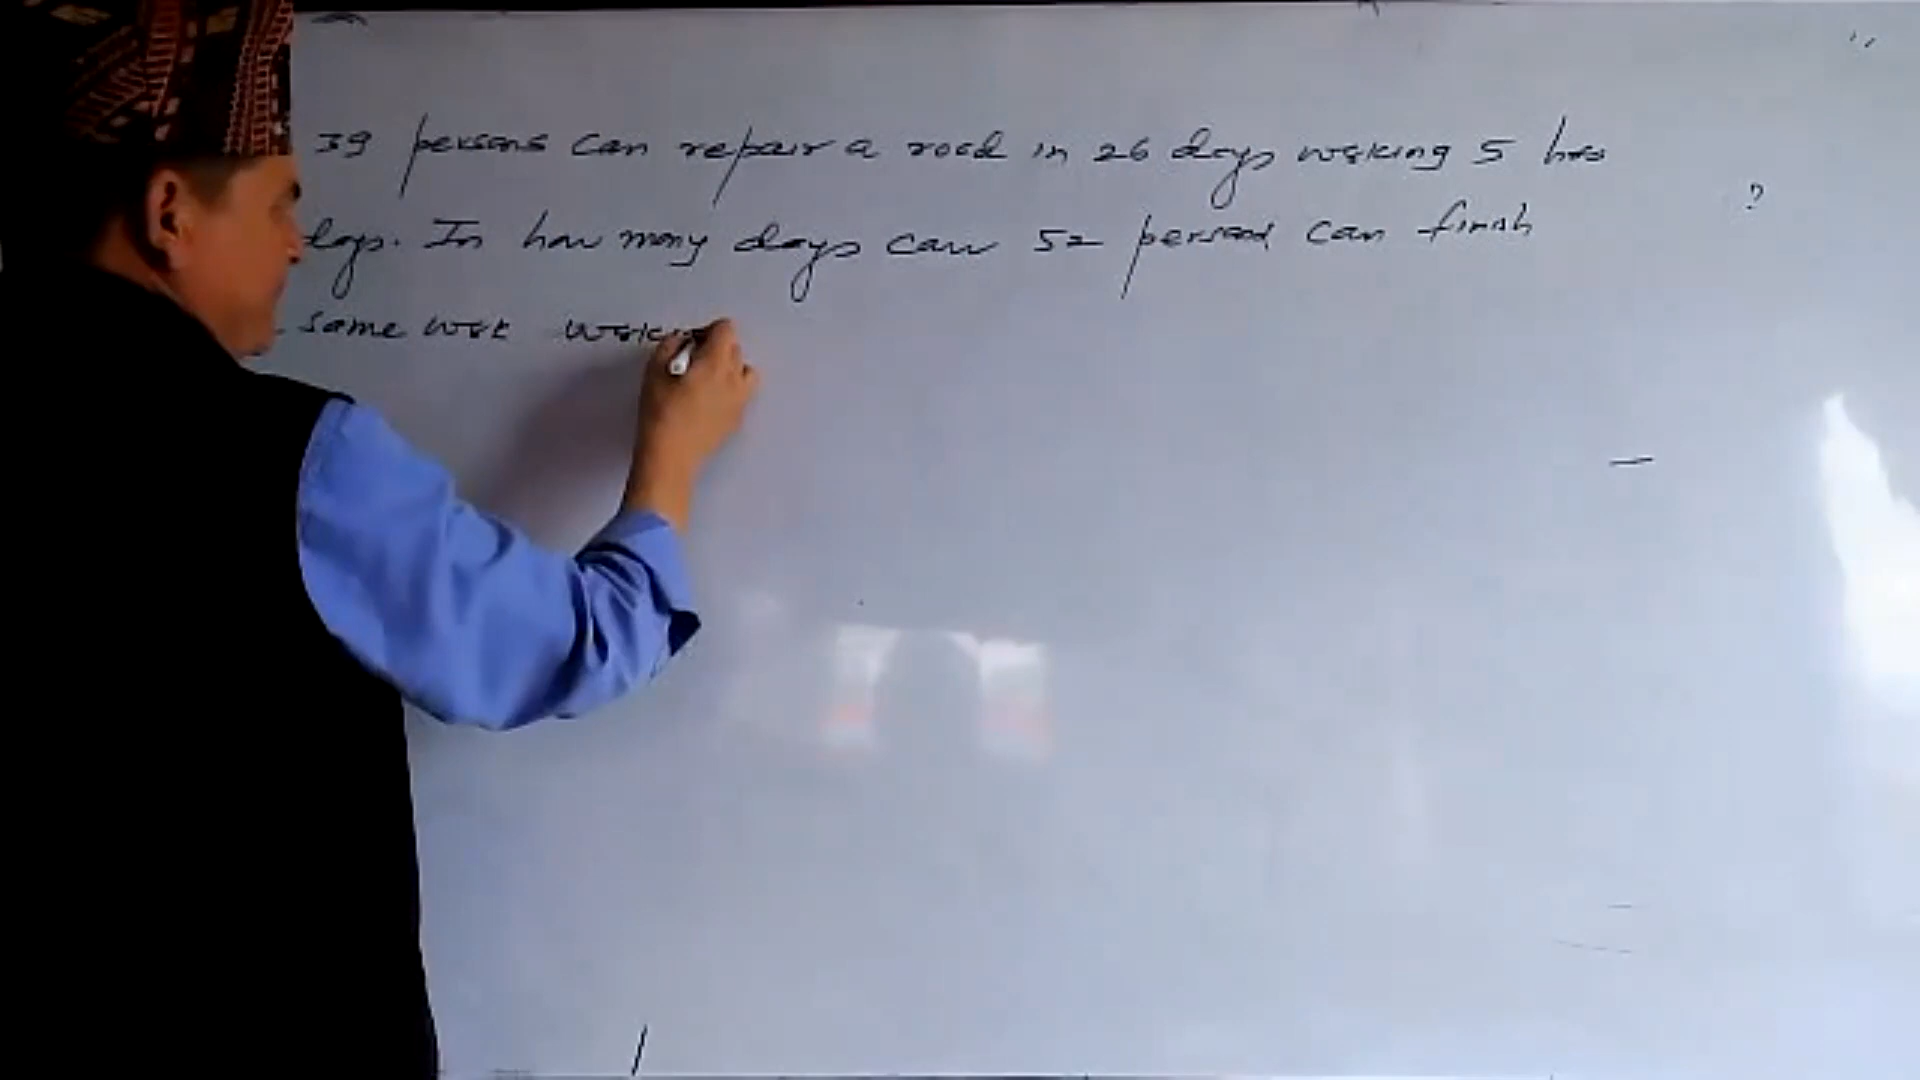 39 persons can repair a road in 26 days working 5 hrs
days. In how many days can 52 persons can finish
same work working
?